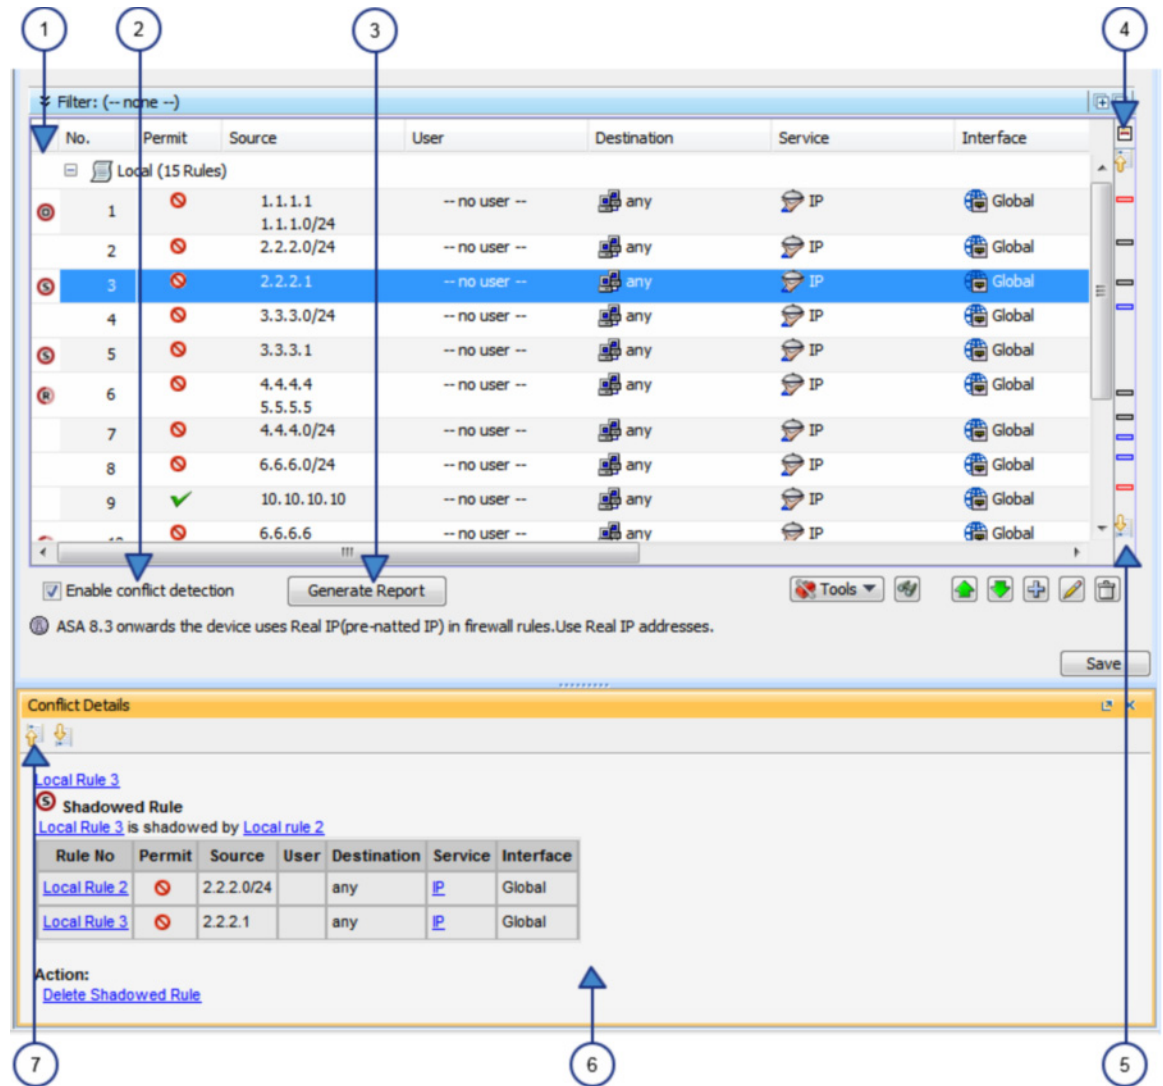 1 2 3 4
Filter: (-- none --)
No. Permit Source User Destination Service Interface
Local (15 Rules)
1 1.1.1.1 -- no user -- any IP Global
1.1.1.0/24
2 2.2.2.0/24 -- no user -- any IP Global
S 3 2.2.2.1 -- no user -- any IP Global
4 3.3.3.0/24 -- no user -- any IP Global
S 5 3.3.3.1 -- no user -- any IP Global
R 6 4.4.4.4 -- no user -- any IP Global
5.5.5.5
7 4.4.4.0/24 -- no user -- any IP Global
8 6.6.6.0/24 -- no user -- any IP Global
9 10.10.10.10 -- no user -- any IP Global
6.6.6.6 -- no user -- any IP Global
Enable conflict detection Generate Report Tools
ASA 8.3 onwards the device uses Real IP(pre-natted IP) in firewall rules.Use Real IP addresses.
Save
Conflict Details
Local Rule 3
S Shadowed Rule
Local Rule 3 is shadowed by Local rule 2
Rule No Permit Source User Destination Service Interface
Local Rule 2 2.2.2.0/24 any IP Global
Local Rule 3 2.2.2.1 any IP Global
Action:
Delete Shadowed Rule
7 6 5